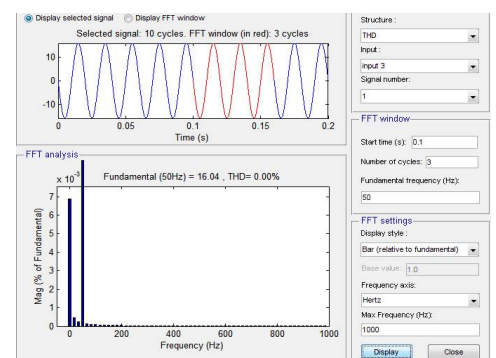 Display selected signal
Display FFT window
Selected signal: 10 cycles. FFT window (in red): 3 cycles
10
0
-10
0
0.05
0.1
0.15
0.2
Time (s)
FFT analysis
x 10^-3
Fundamental (50Hz) = 16.04 , THD= 0.00%
7
6
5
4
3
2
1
0
Mag (% of Fundamental)
0
200
400
600
800
1000
Frequency (Hz)
Structure :
THD
Input :
input 3
Signal number:
1
FFT window
Start time (s): 0.1
Number of cycles: 3
Fundamental frequency (Hz):
50
FFT settings
Display style :
Bar (relative to fundamental)
Base value: 1.0
Frequency axis:
Hertz
Max Frequency (Hz):
1000
Display
Close